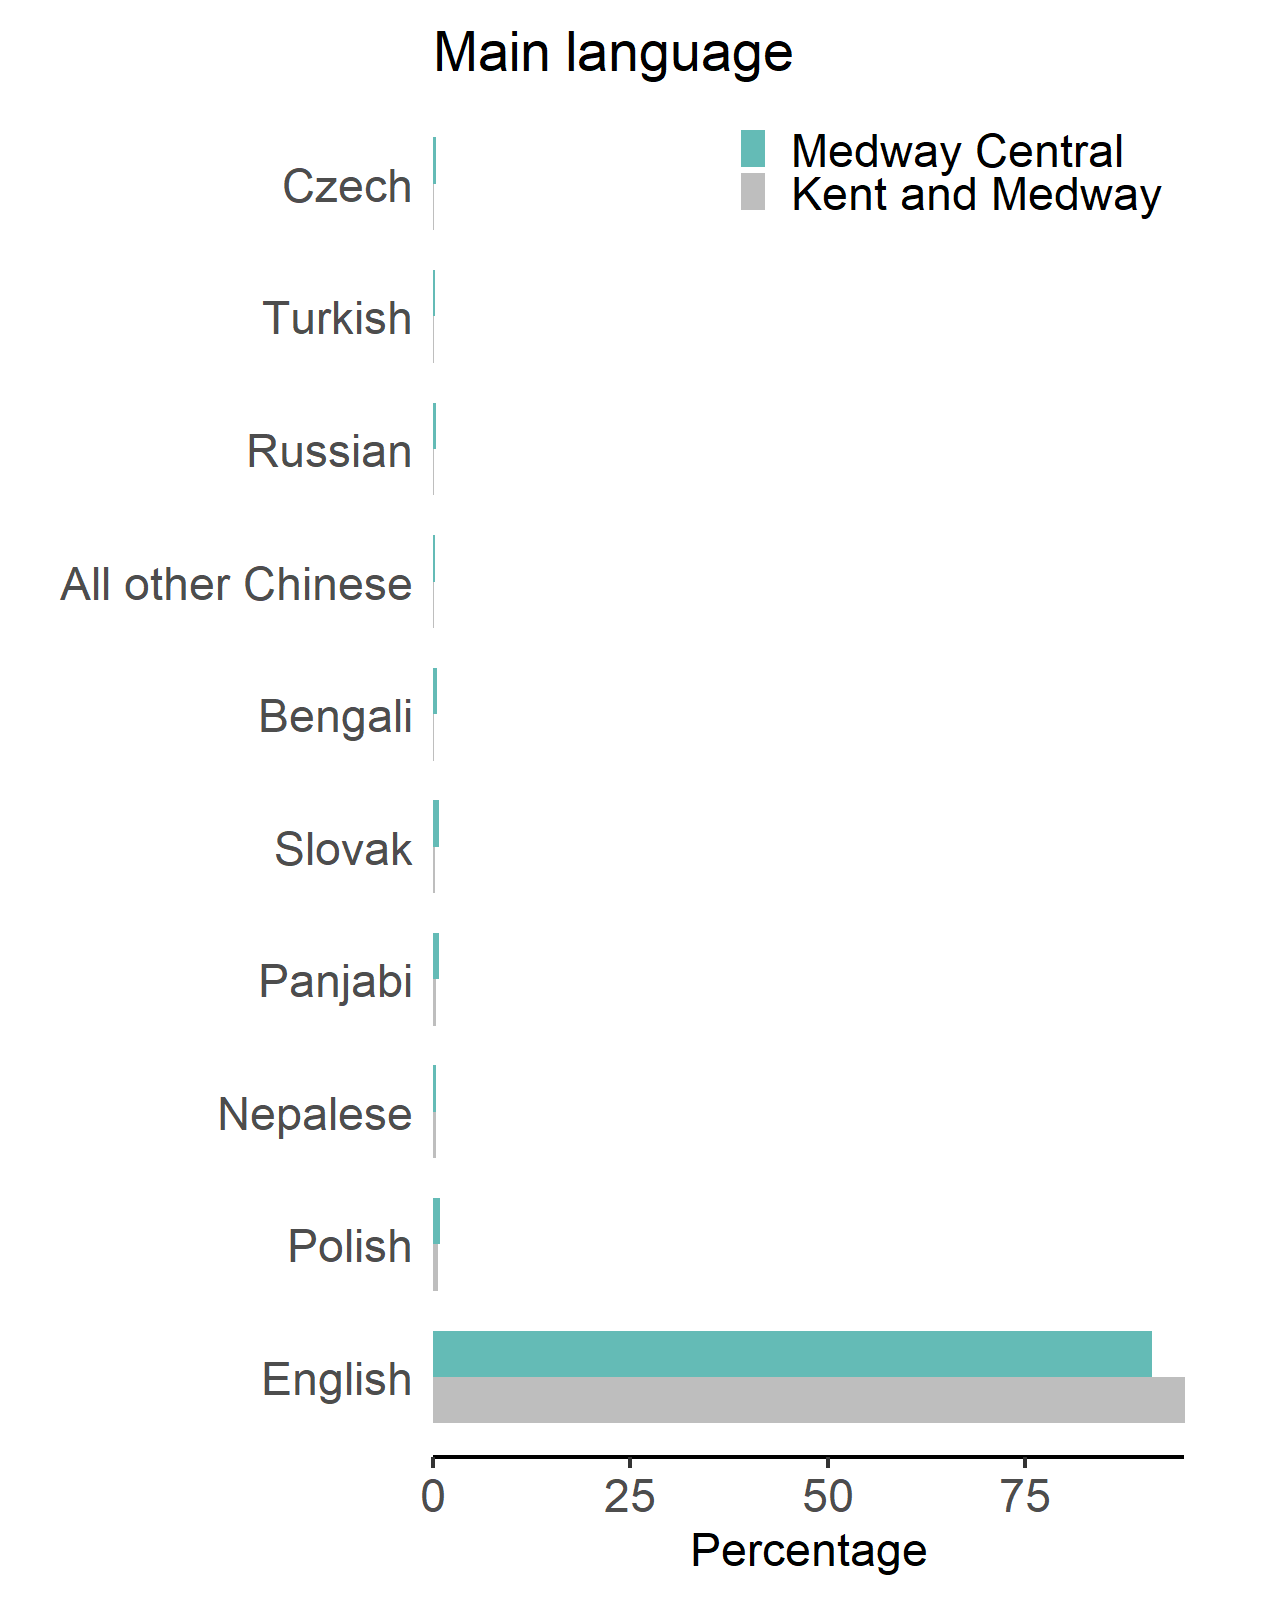 Main language
Medway Central
Kent and Medway
Czech
Turkish
Russian
All other Chinese
Bengali
Slovak
Panjabi
Nepalese
Polish
English
0 25 50 75
Percentage